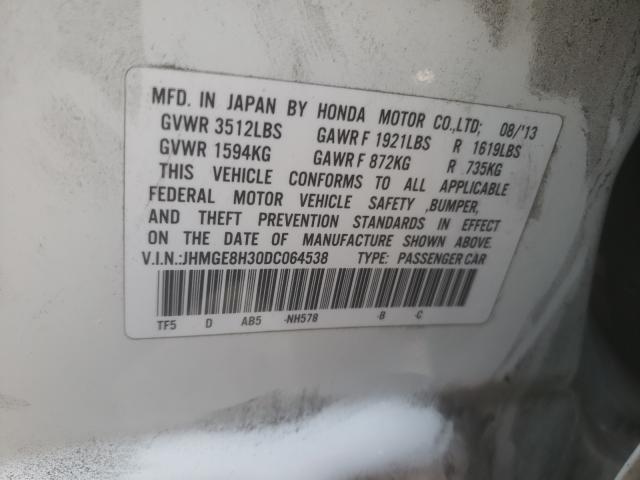 MFD. IN JAPAN BY HONDA MOTOR CO.,LTD; 08/'13
GVWR 3512LBS GAWR F 1921LBS R 1619LBS
GVWR 1594KG GAWR F 872KG R 735KG
THIS VEHICLE CONFORMS TO ALL APPLICABLE
FEDERAL MOTOR VEHICLE SAFETY ,BUMPER,
AND THEFT PREVENTION STANDARDS IN EFFECT
ON THE DATE OF MANUFACTURE SHOWN ABOVE.
V.I.N.:JHMGE8H30DC064538 TYPE: PASSENGER CAR
TF5 D AB5 -NH578 -B -C